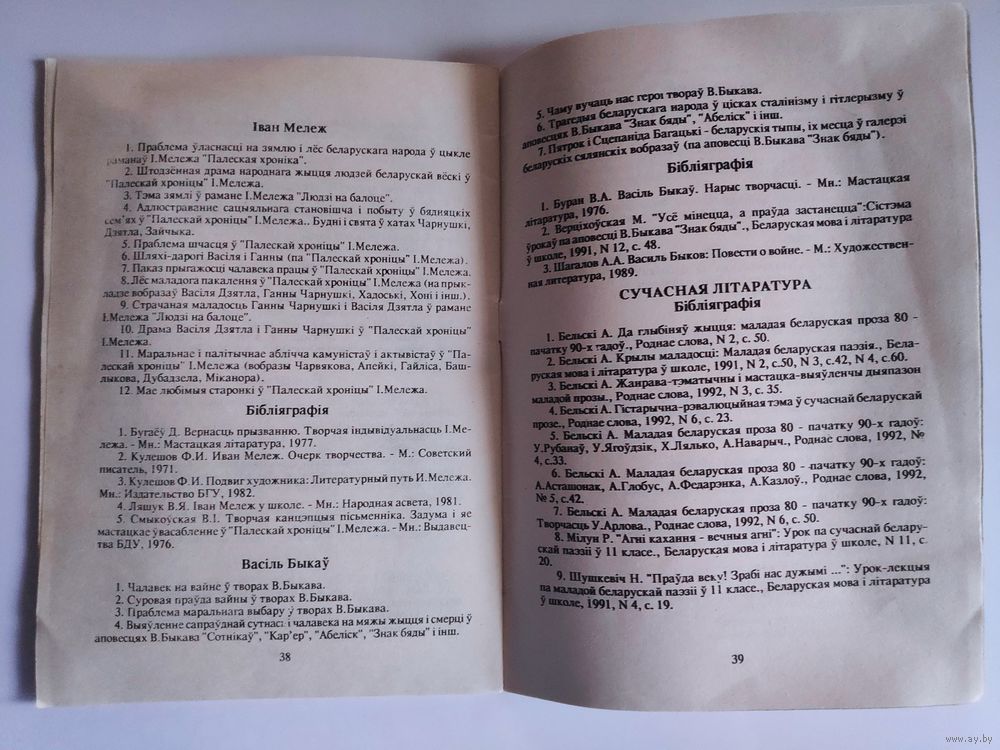 Іван Мележ
1. Праблема ўласнасці на зямлю і лёс беларускага народа ў цыкле
раманаў І.Мележа "Палеская хроніка".
2. Штодзённая драма народнага жыцця людзей беларускай вёскі ў
"Палескай хроніцы" І.Мележа.
3. Тэма зямлі ў рамане І.Мележа "Людзі на балоце".
4. Адлюстраванне сацыяльнага становішча і побыту ў бядняцкіх
сем'ях ў "Палескай хроніцы" І.Мележа.. Будні і свята ў хатах Чарнушкі,
Дзятла, Зайчыка.
5. Праблема шчасця ў "Палескай хроніцы" І.Мележа.
6. Шляхі-дарогі Васіля і Ганны (па "Палескай хроніцы" І.Мележа).
7. Паказ прыгажосці чалавека працы ў "Палескай хроніцы" І.Мележа.
8. Лёс маладога пакалення ў "Палескай хроніцы" І.Мележа (на прык-
ладзе вобразаў Васіля Дзятла, Ганны Чарнушкі, Хадоські, Хоні і інш.).
9. Страчаная маладосць Ганны Чарнушкі і Васіля Дзятла ў рамане
І.Мележа "Людзі на балоце".
10. Драма Васіля Дзятла і Ганны Чарнушкі ў "Палескай хроніцы"
І.Мележа.
11. Маральнае і палітычнае аблічча камуністаў і актывістаў ў "Па-
лескай хроніцы" І.Мележа (вобразы Чарвякова, Апейкі, Гайліса, Баш-
лыкова, Дубадзела, Міканора).
12. Мае любімыя старонкі ў "Палескай хроніцы" І.Мележа.
Бібліяграфія
1. Бугаёў Д. Вернасць прызванню. Творчая індывідуальнасць І.Ме-
лежа. - Мн.: Мастацкая літаратура, 1977.
2. Кулешов Ф.И. Иван Мележ. Очерк творчества. - М.: Советский
писатель, 1971.
3. Кулешов Ф.И. Подвиг художника: Литературный путь И.Мележа.
Мн.: Издательство БГУ, 1982.
4. Ляшук В.Я. Іван Мележ у школе. - Мн.: Народная асвета, 1981.
5. Смыкоўская В.І. Творчая канцэпцыя пісьменніка. Задума і яе
мастацкае ўвасабленне ў "Палескай хроніцы" І.Мележа. - Мн.: Выдавец-
тва БДУ, 1976.
Васіль Быкаў
1. Чалавек на вайне ў творах В.Быкава.
2. Суровая праўда вайны ў творах В.Быкава.
3. Праблема маральнага выбару ў творах В.Быкава.
4. Выяўленне сапраўднай сутнасі і чалавека на мяжы жыцця і смерці ў
аповесцях В.Быкава "Сотнікаў", "Кар'ер", "Абеліск", "Знак бяды" і інш.
38
5. Чаму вучаць нас героі твораў В.Быкава.
6. Трагедыя беларускага народа ў цісках сталінізму і гітлерызму ў
аповесцях В.Быкава "Знак бяды", "Абеліск" і інш.
7. Пятрок і Сцепаніда Багацькі - беларускія тыпы, іх месца ў галерэі
беларускіх сялянскіх вобразаў (па аповесці В.Быкава "Знак бяды").
Бібліяграфія
1. Буран В.А. Васіль Быкаў. Нарыс творчасці. - Мн.: Мастацкая
літаратура, 1976.
2. Верціхоўская М. "Усё мінецца, а праўда застанецца":Сістэма
ўрокаў па аповесці В.Быкава "Знак бяды"., Беларуская мова і літаратура
ў школе, 1991, N 12, с. 48.
3. Шагалов А.А. Василь Быков: Повести о войне. - М.: Художествен-
ная литература, 1989.
СУЧАСНАЯ ЛІТАРАТУРА
Бібліяграфія
1. Бельскі А. Да глыбіняў жыцця: маладая беларуская проза 80 -
пачатку 90-х гадоў., Роднае слова, N 2, с. 50.
2. Бельскі А. Крылы маладосці: Маладая беларуская паэзія., Бела-
руская мова і літаратура ў школе, 1991, N 2, с.50, N 3, с.42, N 4, с.60.
3. Бельскі А. Жанрава-тэматычны і мастацка-выяўленчы дыяпазон
маладой прозы., Роднае слова, 1992, N 3, с. 35.
4. Бельскі А. Гістарычна-рэвалюцыйная тэма ў сучаснай беларускай
прозе., Роднае слова, 1992, N 6, с. 23.
5. Бельскі А. Маладая беларуская проза 80 - пачатку 90-х гадоў:
У.Рубанаў, У.Ягоўдзік, Х.Лялько, А.Наварыч., Роднае слова, 1992, №
4, с.33.
6. Бельскі А. Маладая беларуская проза 80 - пачатку 90-х гадоў:
А.Асташонак, А.Глобус, А.Федарэнка, А.Казлоў., Роднае слова, 1992,
№ 5, с.42.
7. Бельскі А. Маладая беларуская проза 80 - пачатку 90-х гадоў:
Творчасць У.Арлова., Роднае слова, 1992, N 6, с. 50.
8. Мілун Р. "Агні кахання - вечныя агні": Урок па сучаснай белару-
скай паэзіі ў 11 класе., Беларуская мова і літаратура ў школе, N 11, с.
20.
9. Шушкевіч Н. "Праўда веку! Зрабі нас дужымі ...": Урок-лекцыя
па маладой беларускай паэзіі ў 11 класе., Беларуская мова і літаратура
ў школе, 1991, N 4, с. 19.
39
www.ay.by